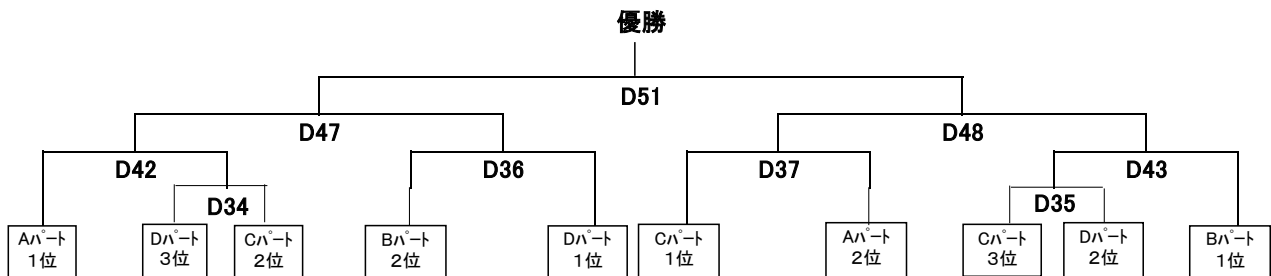 優勝
D51
D47
D48
D42
D36
D37
D43
D34
D35
Aﾊﾟｰﾄ
1位
Dﾊﾟｰﾄ
3位
Cﾊﾟｰﾄ
2位
Bﾊﾟｰﾄ
2位
Dﾊﾟｰﾄ
1位
Cﾊﾟｰﾄ
1位
Aﾊﾟｰﾄ
2位
Cﾊﾟｰﾄ
3位
Dﾊﾟｰﾄ
2位
Bﾊﾟｰﾄ
1位